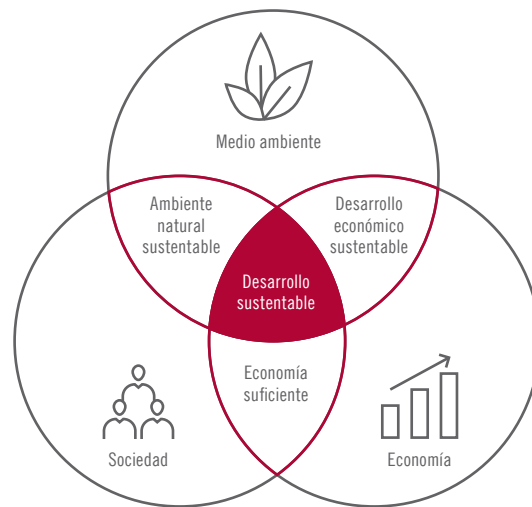 Medio ambiente
Ambiente
natural
sustentable
Desarrollo
económico
sustentable
Desarrollo
sustentable
Economía
suficiente
Sociedad
Economía